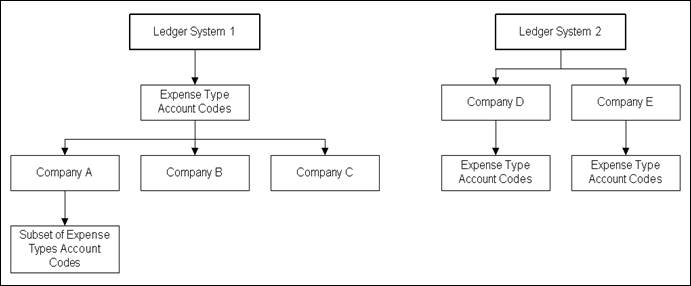 Ledger System 1
Ledger System 2
Expense Type
Account Codes
Company D
Company E
Company A
Company B
Company C
Expense Type
Account Codes
Expense Type
Account Codes
Subset of Expense
Types Account
Codes